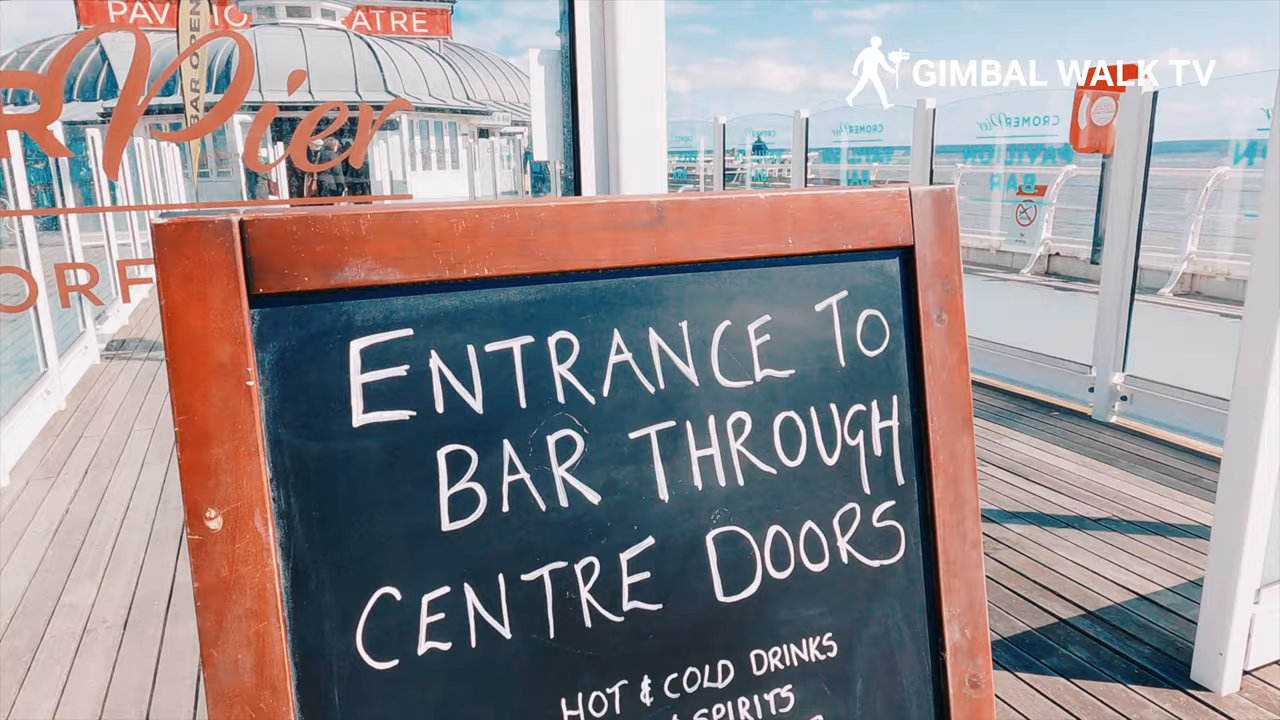 PAVILION THEATRE
BAR OPEN
R Pier
ORF
GIMBAL WALK TV
CROMER Pier
PAVILION
BAR
ENTRANCE TO
BAR THROUGH
CENTRE DOORS
HOT & COLD DRINKS
SPIRITS